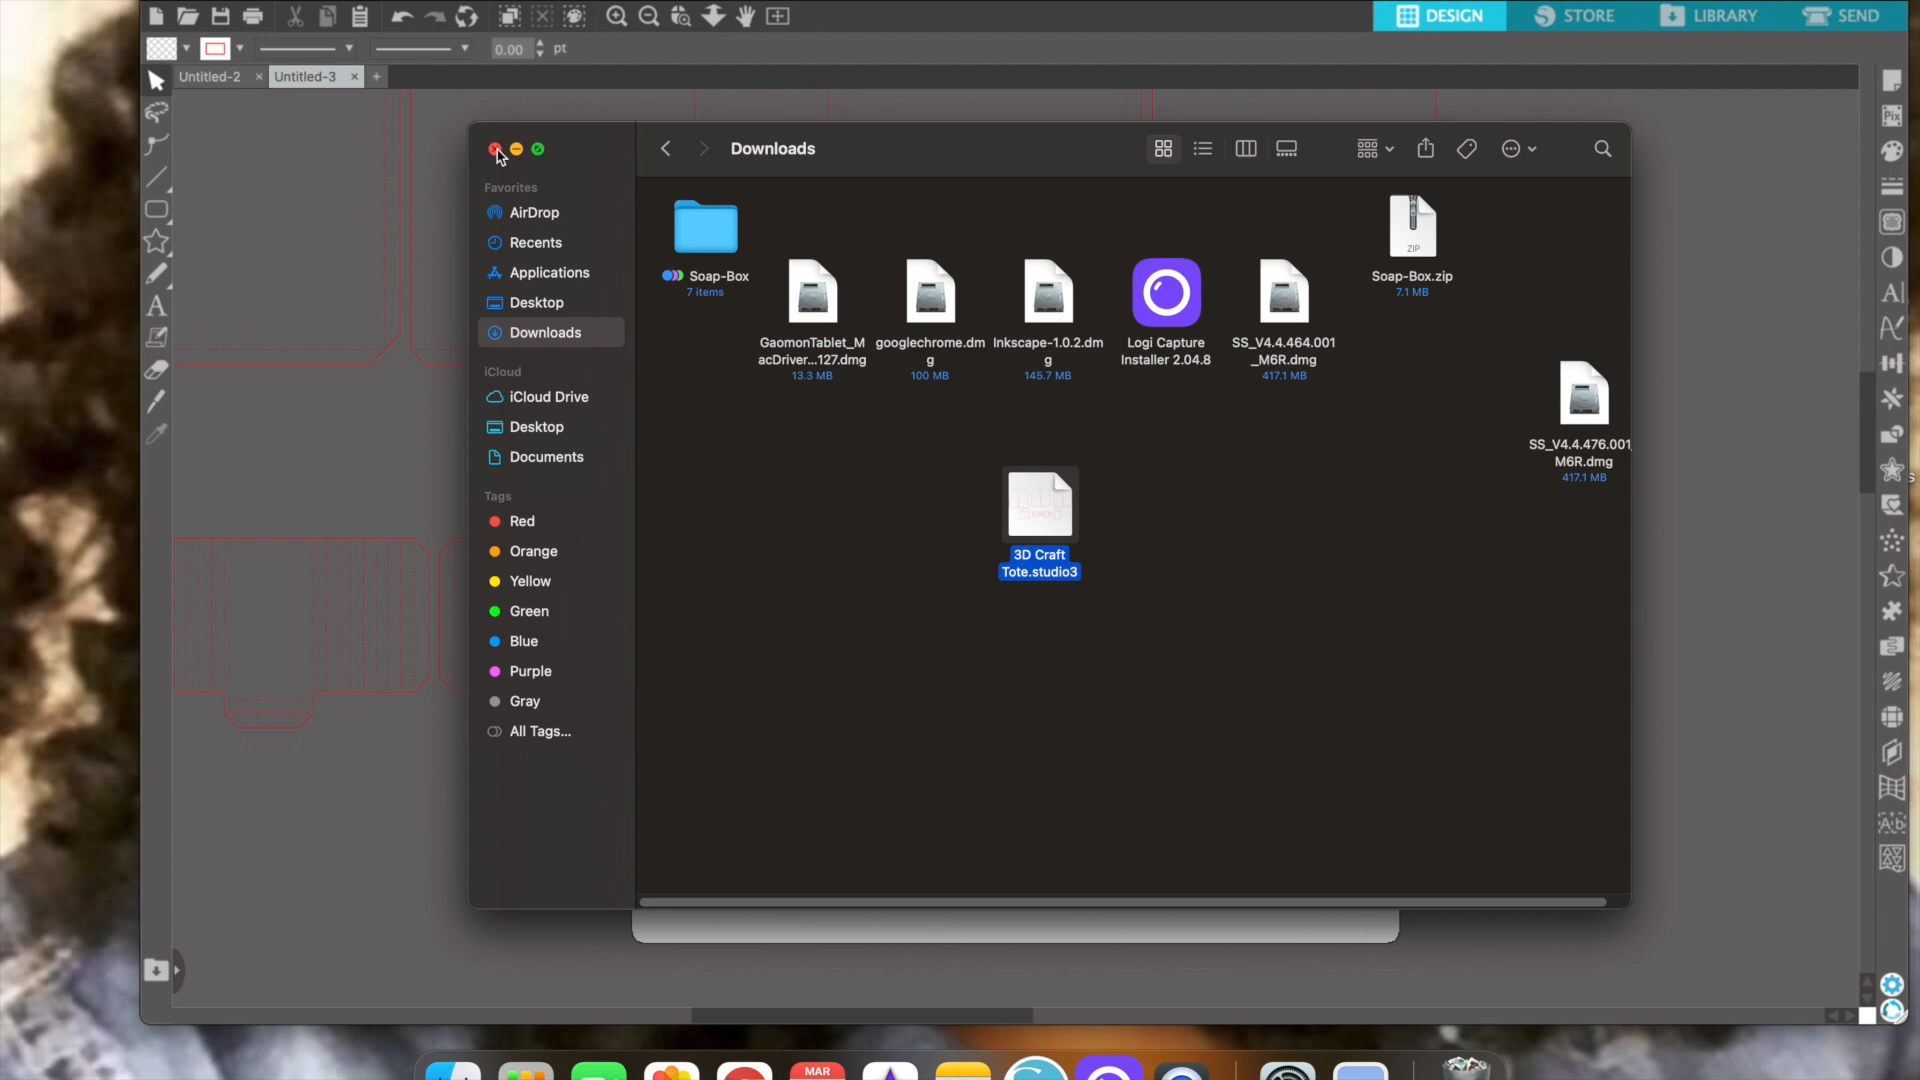 DESIGN
STORE
LIBRARY
SEND
0.00 pt
Untitled-2
Untitled-3
Downloads
Favorites
AirDrop
Recents
Applications
Desktop
Downloads
iCloud
iCloud Drive
Desktop
Documents
Tags
Red
Orange
Yellow
Green
Blue
Purple
Gray
All Tags...
Soap-Box
7 items
GaomonTablet_M
acDriver...127.dmg
13.3 MB
googlechrome.dm
g
100 MB
Inkscape-1.0.2.dm
g
145.7 MB
Logi Capture
Installer 2.04.8
SS_V4.4.464.001
_M6R.dmg
417.1 MB
ZIP
Soap-Box.zip
7.1 MB
SS_V4.4.476.001
M6R.dmg
417.1 MB
3D Craft
Tote.studio3
Pix
MAR